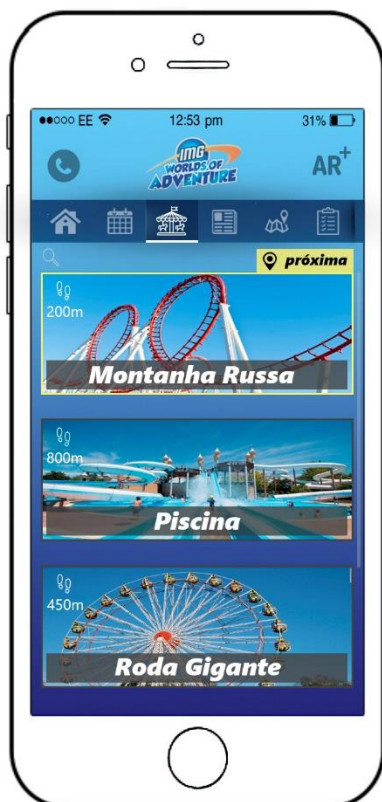 ●●○○○ EE 12:53 pm 31%
IMG
WORLDS OF
ADVENTURE
AR+
próxima
200m
Montanha Russa
800m
Piscina
450m
Roda Gigante